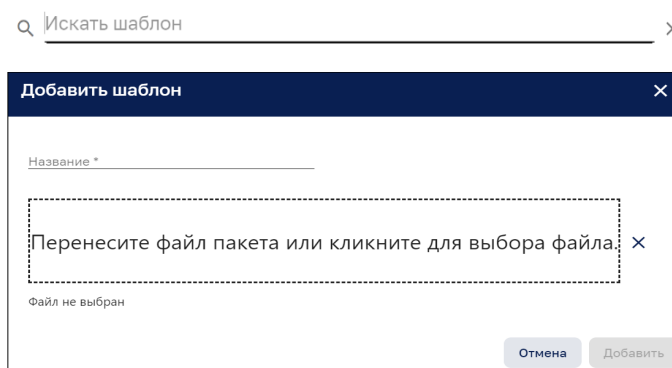 Искать шаблон
Добавить шаблон
Название *
Перенесите файл пакета или кликните для выбора файла.
Файл не выбран
Отмена Добавить